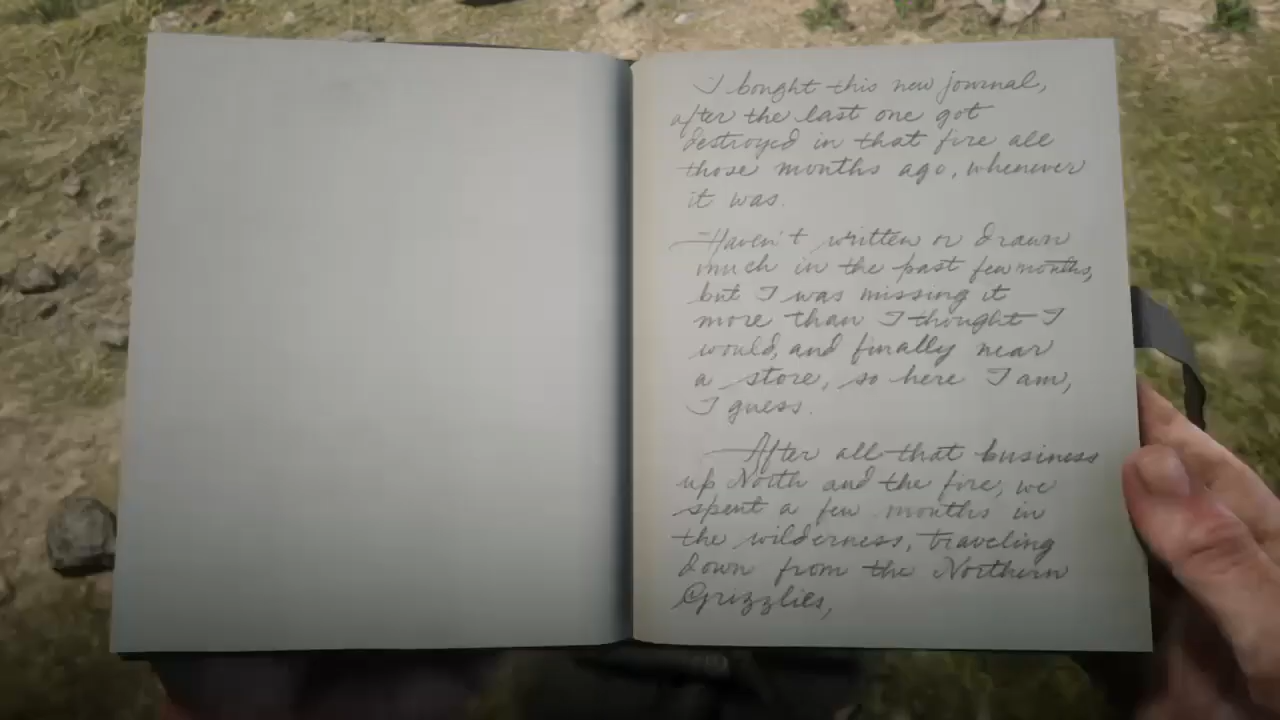 I bought this new journal,
after the last one got
destroyed in that fire all
those months ago, whenever
it was.
Haven't written or drawn
much in the past few months,
but I was missing it
more than I thought I
would, and finally near
a store, so here I am,
I guess.
After all that business
up North and the fire, we
spent a few months in
the wilderness, traveling
down from the Northern
Grizzlies,